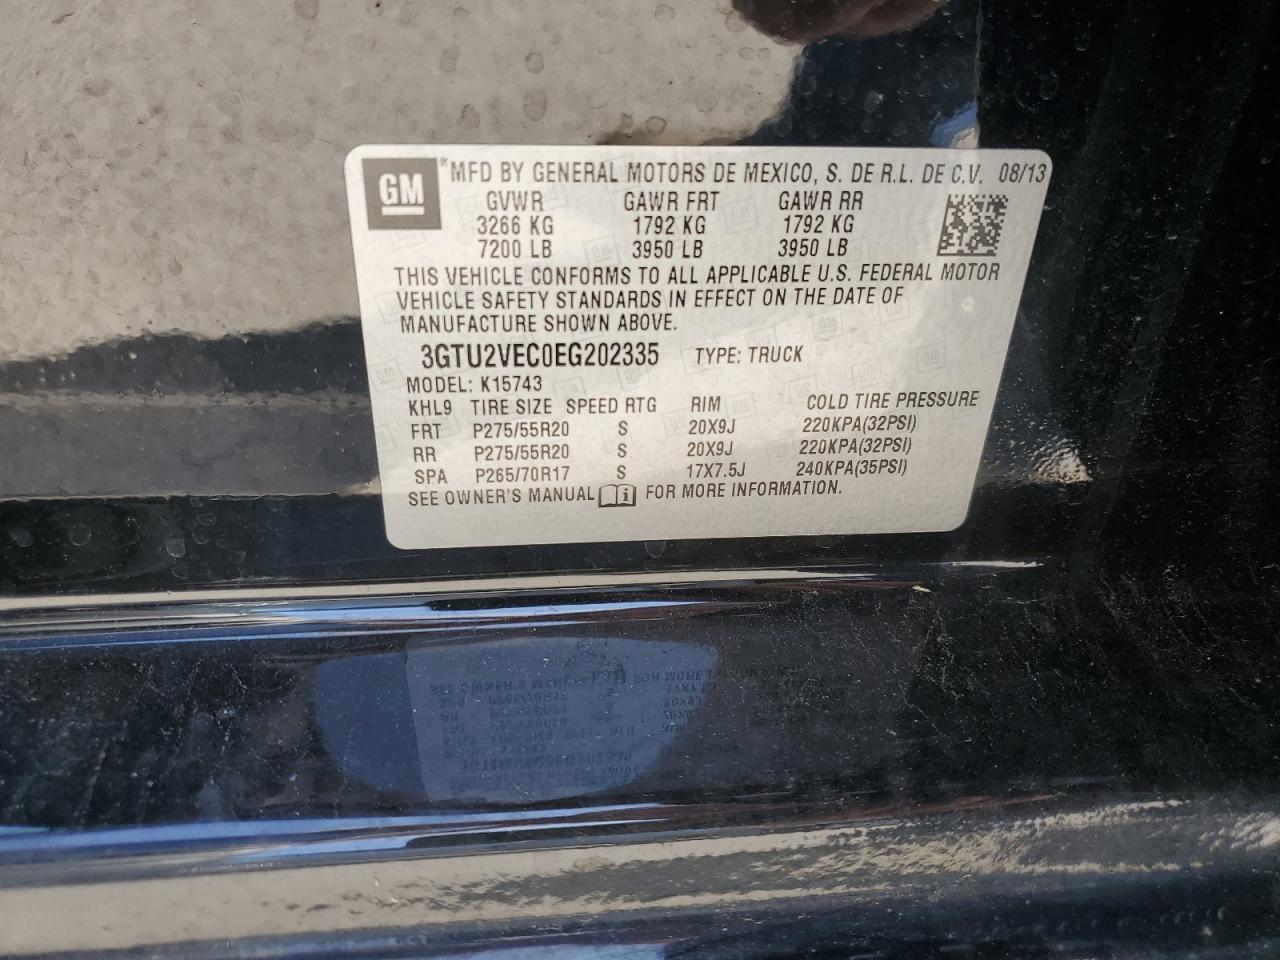 GM ® MFD BY GENERAL MOTORS DE MEXICO, S. DE R.L. DE C.V. 08/13
GVWR GAWR FRT GAWR RR
3266 KG 1792 KG 1792 KG
7200 LB 3950 LB 3950 LB
THIS VEHICLE CONFORMS TO ALL APPLICABLE U.S. FEDERAL MOTOR
VEHICLE SAFETY STANDARDS IN EFFECT ON THE DATE OF
MANUFACTURE SHOWN ABOVE.
3GTU2VEC0EG202335 TYPE: TRUCK
MODEL: K15743
KHL9 TIRE SIZE SPEED RTG RIM COLD TIRE PRESSURE
FRT P275/55R20 S 20X9J 220KPA(32PSI)
RR P275/55R20 S 20X9J 220KPA(32PSI)
SPA P265/70R17 S 17X7.5J 240KPA(35PSI)
SEE OWNER'S MANUAL FOR MORE INFORMATION.